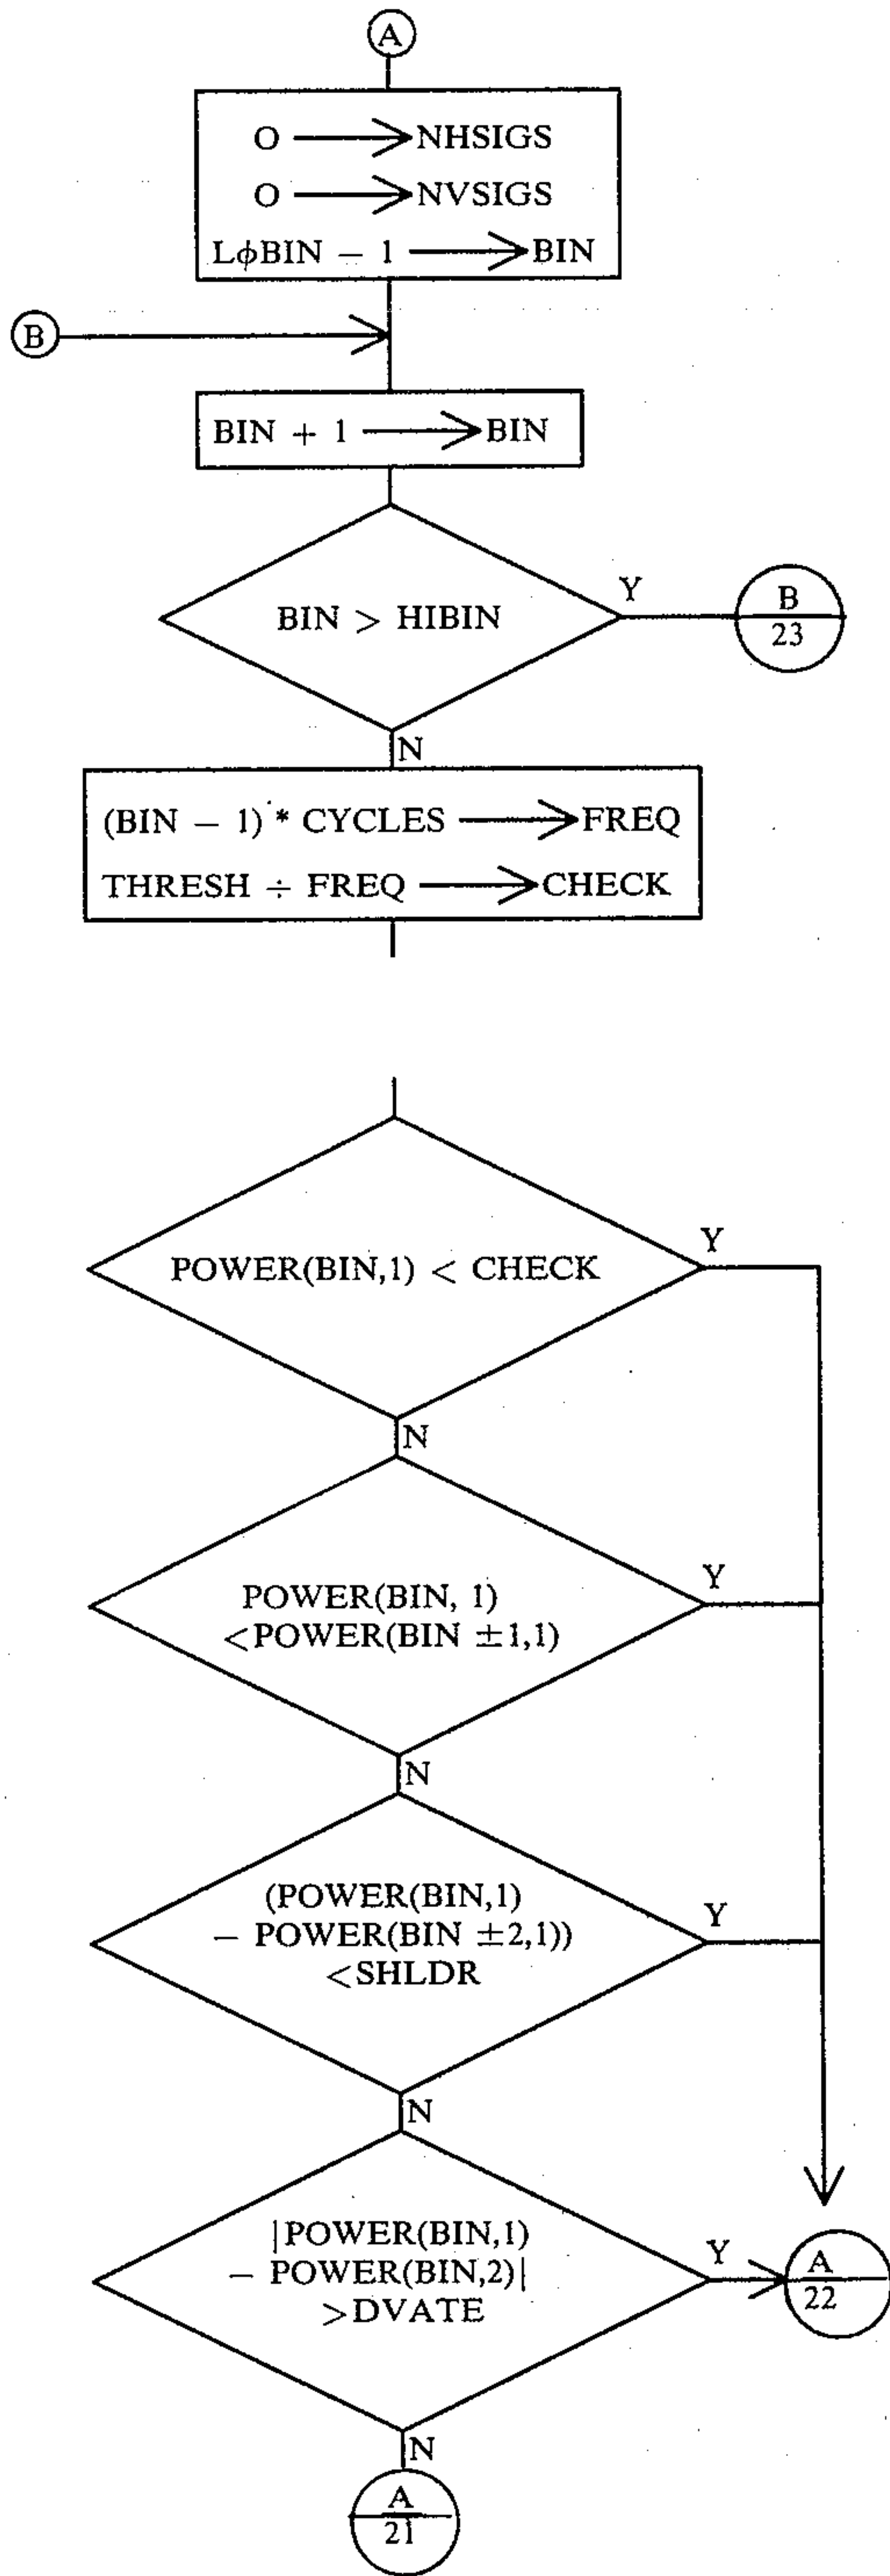 A
O → NHSIGS
O → NVSIGS
LϕBIN − 1 → BIN
B
BIN + 1 → BIN
BIN > HIBIN
Y
B
23
N
(BIN − 1) * CYCLES → FREQ
THRESH ÷ FREQ → CHECK
POWER(BIN,1) < CHECK
Y
N
POWER(BIN, 1)
<POWER(BIN ±1,1)
Y
N
(POWER(BIN,1)
− POWER(BIN ±2,1))
<SHLDR
Y
N
|POWER(BIN,1)
− POWER(BIN,2)|
>DVATE
Y
A
22
N
A
21